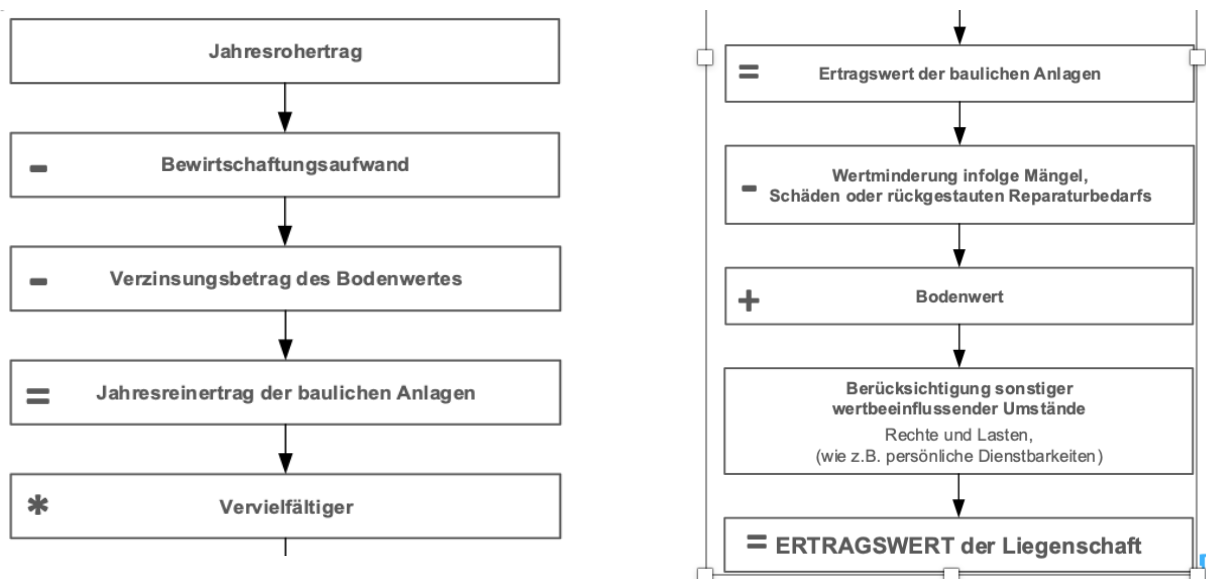 Jahresrohertrag
- Bewirtschaftungsaufwand
- Verzinsungsbetrag des Bodenwertes
= Jahresreinertrag der baulichen Anlagen
* Vervielfältiger
= Ertragswert der baulichen Anlagen
- Wertminderung infolge Mängel,
Schäden oder rückgestauten Reparaturbedarfs
+ Bodenwert
Berücksichtigung sonstiger
wertbeeinflussender Umstände
Rechte und Lasten,
(wie z.B. persönliche Dienstbarkeiten)
= ERTRAGSWERT der Liegenschaft